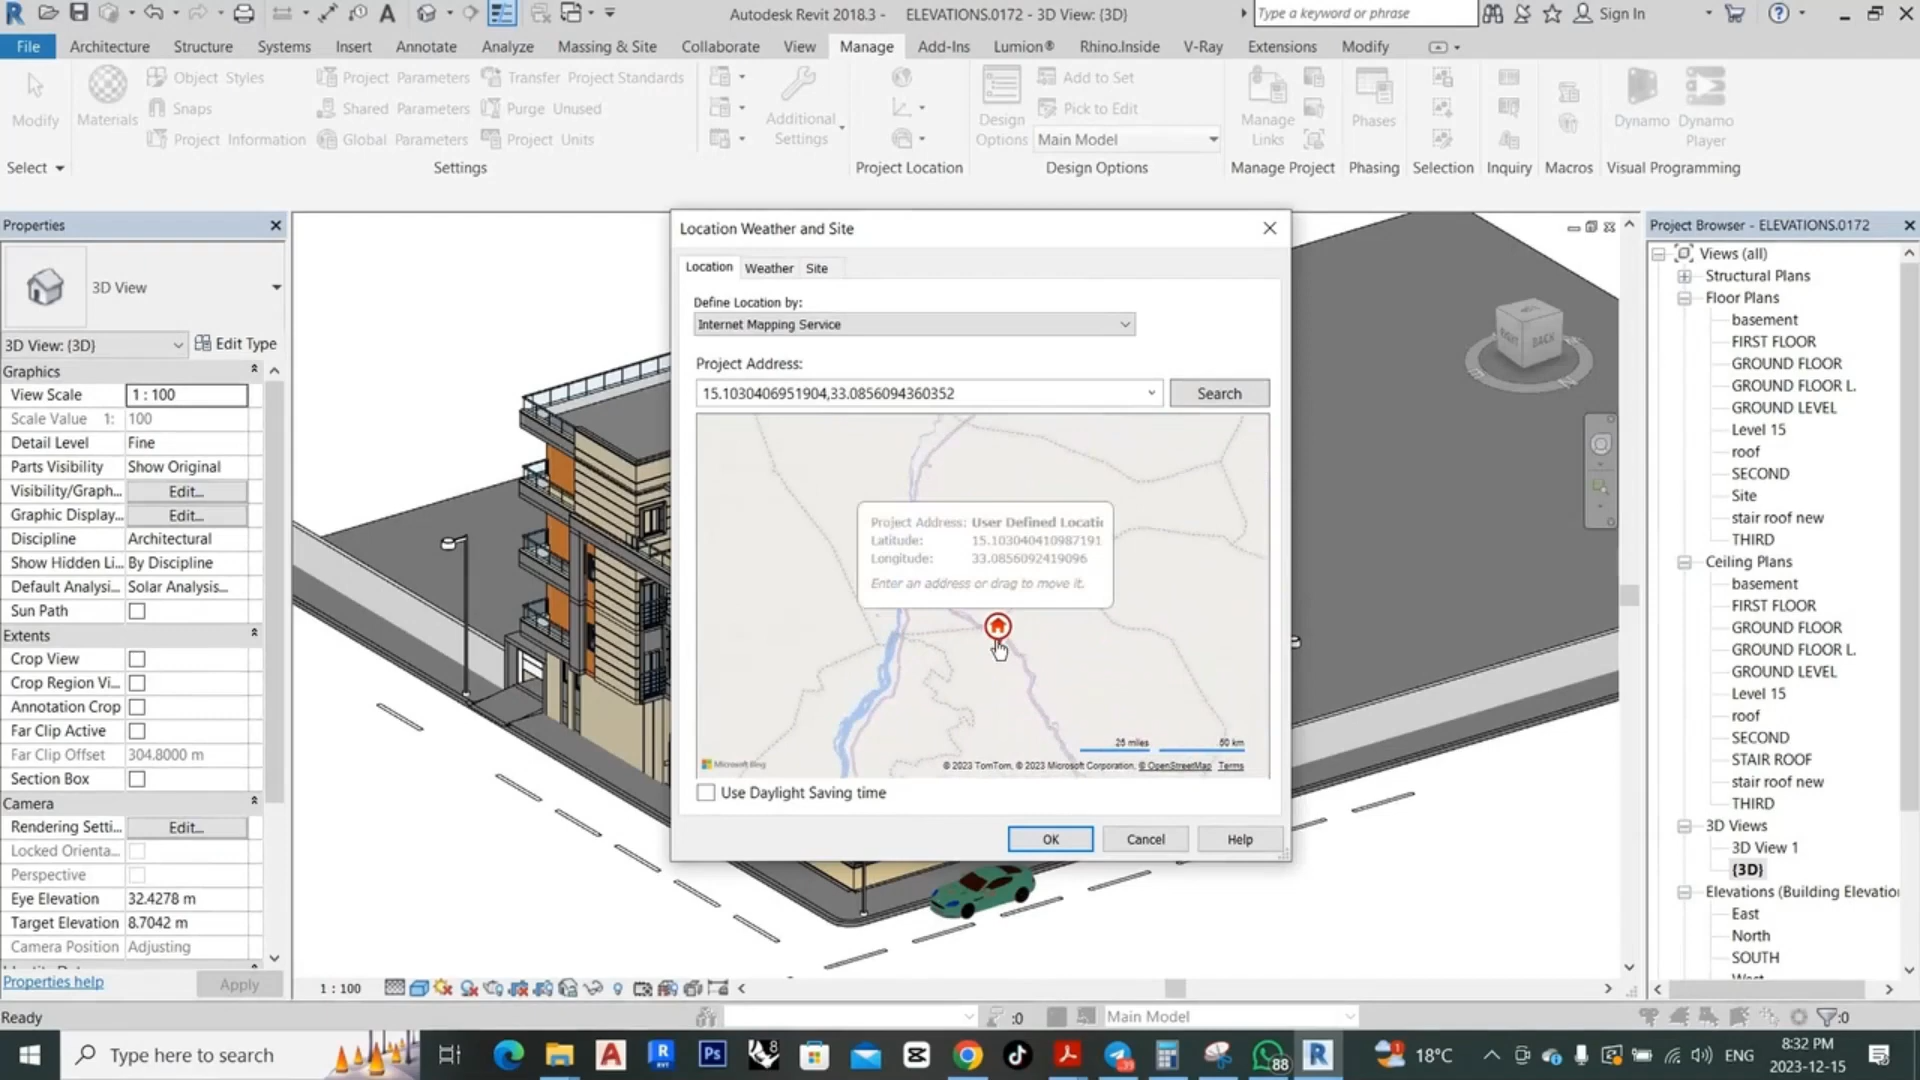 Autodesk Revit 2018.3 - ELEVATIONS.0172 - 3D View: {3D}
Type a keyword or phrase
Sign In
File Architecture Structure Systems Insert Annotate Analyze Massing & Site Collaborate View Manage Add-Ins Lumion® Rhino.Inside V-Ray Extensions Modify
Modify
Materials
Object Styles
Snaps
Project Information
Project Parameters
Shared Parameters
Global Parameters
Transfer Project Standards
Purge Unused
Project Units
Additional
Settings
Design
Options
Add to Set
Pick to Edit
Main Model
Manage
Links
Phases
Dynamo
Dynamo
Player
Select
Settings
Project Location
Design Options
Manage Project
Phasing
Selection
Inquiry
Macros
Visual Programming
Properties
3D View
3D View: {3D}
Edit Type
Graphics
View Scale 1 : 100
Scale Value 1: 100
Detail Level Fine
Parts Visibility Show Original
Visibility/Graph... Edit...
Graphic Display... Edit...
Discipline Architectural
Show Hidden Li... By Discipline
Default Analysi... Solar Analysis...
Sun Path
Extents
Crop View
Crop Region Vi...
Annotation Crop
Far Clip Active
Far Clip Offset 304.8000 m
Section Box
Camera
Rendering Setti... Edit...
Locked Orienta...
Perspective
Eye Elevation 32.4278 m
Target Elevation 8.7042 m
Camera Position Adjusting
Properties help
Apply
Location Weather and Site
Location Weather Site
Define Location by:
Internet Mapping Service
Project Address:
15.1030406951904,33.0856094360352
Search
Project Address: User Defined Locati
Latitude: 15.103040410987191
Longitude: 33.0856092419096
Enter an address or drag to move it.
25 miles
50 km
Microsoft Bing
© 2023 TomTom, © 2023 Microsoft Corporation, © OpenStreetMap Terms
Use Daylight Saving time
OK
Cancel
Help
RIGHT
BACK
N
Project Browser - ELEVATIONS.0172
Views (all)
Structural Plans
Floor Plans
basement
FIRST FLOOR
GROUND FLOOR
GROUND FLOOR L.
GROUND LEVEL
Level 15
roof
SECOND
Site
stair roof new
THIRD
Ceiling Plans
basement
FIRST FLOOR
GROUND FLOOR
GROUND FLOOR L.
GROUND LEVEL
Level 15
roof
SECOND
STAIR ROOF
stair roof new
THIRD
3D Views
3D View 1
{3D}
Elevations (Building Elevation
East
North
SOUTH
1 : 100
Ready
:0
Main Model
:0
Type here to search
18°C
ENG
8:32 PM
2023-12-15
88